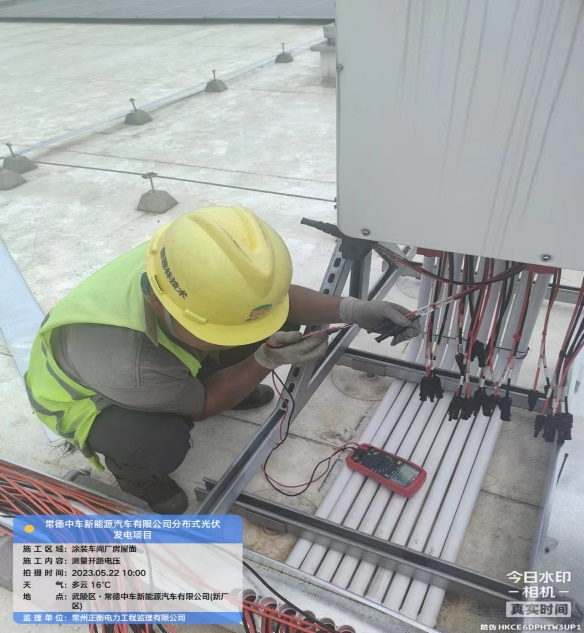 常德中车新能源汽车有限公司分布式光伏
发电项目
施工区域：涂装车间厂房屋面
施工内容：测量开路电压
拍摄时间：2023.05.22 10:00
天 气：多云 16℃
地 点：武陵区·常德中车新能源汽车有限公司(新厂区)
监理单位：常德正衡电力工程监理有限公司
今日水印
相机
真实时间
防伪 HKCE6DPHTW3UP1